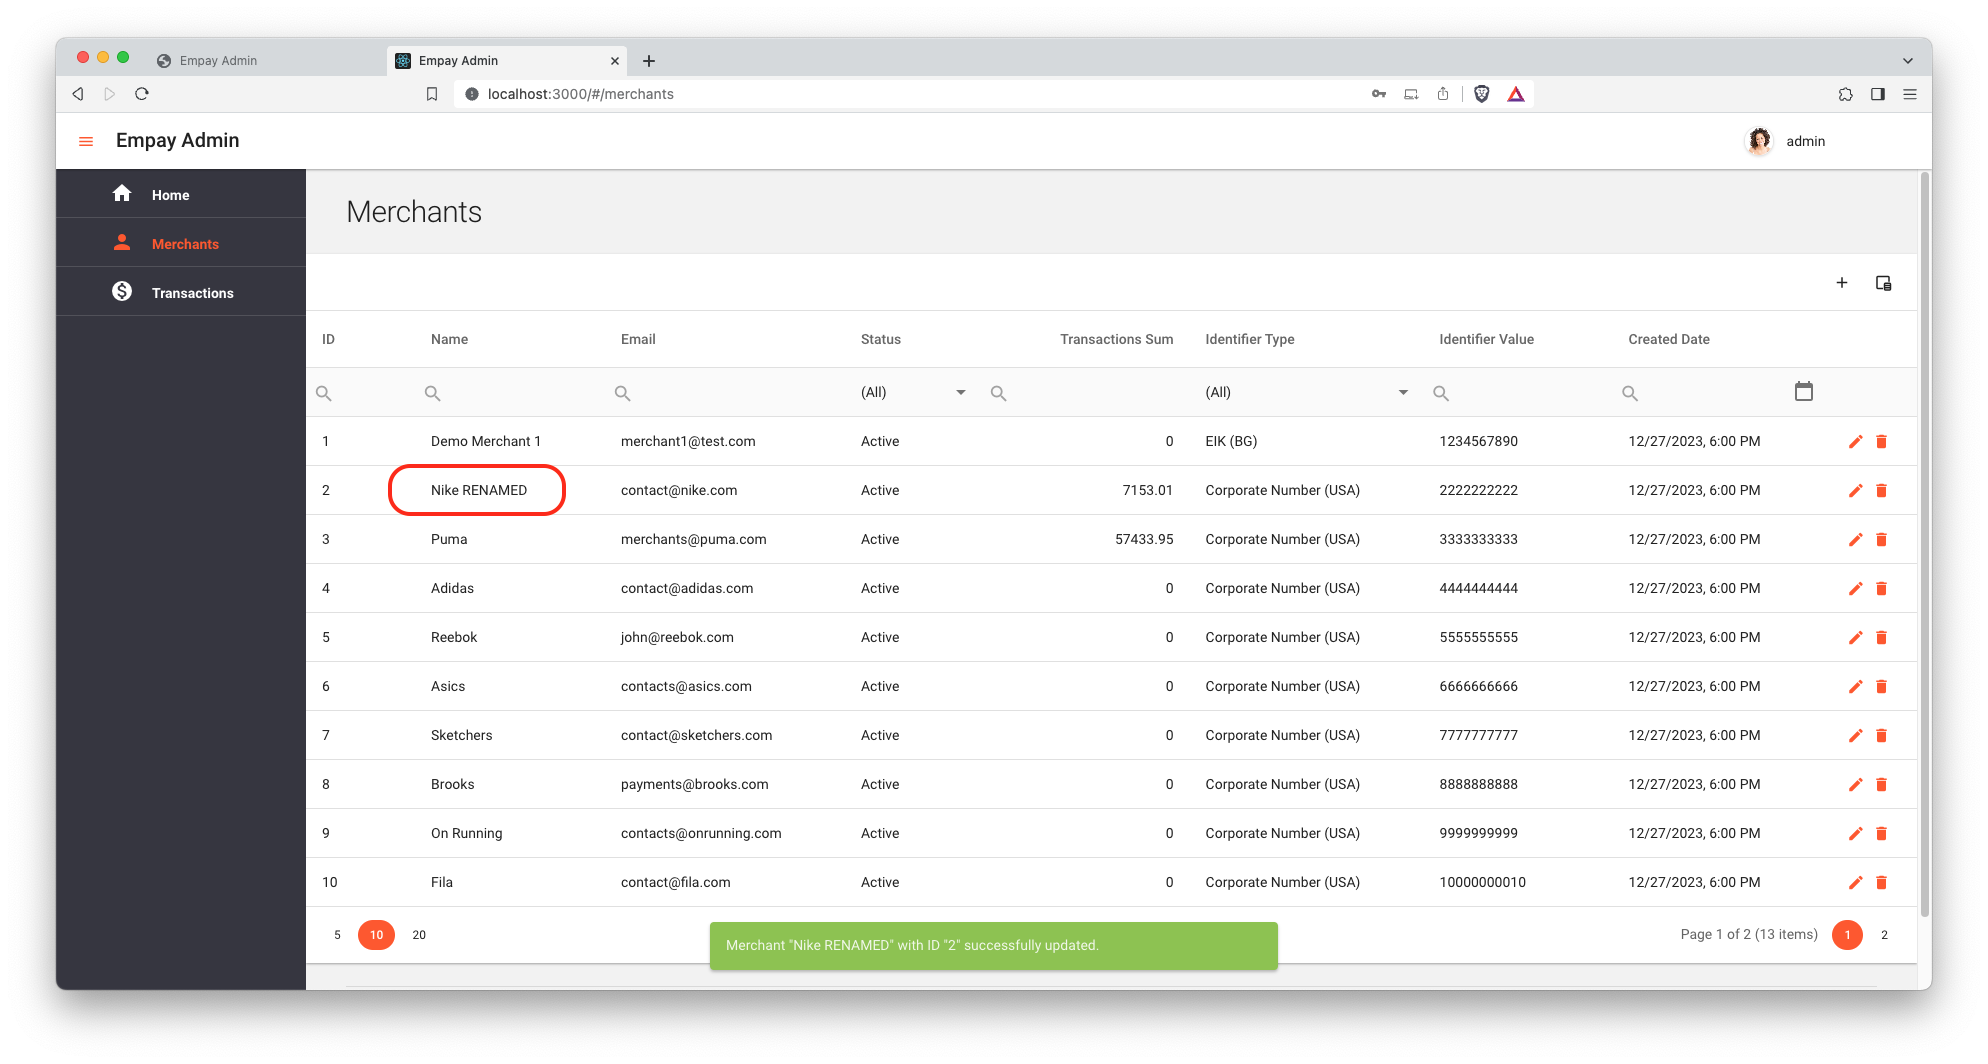 Empay Admin
Empay Admin
localhost:3000/#/merchants
Empay Admin
admin
Home
Merchants
Transactions
Merchants
ID Name Email Status Transactions Sum Identifier Type Identifier Value Created Date
(All) (All)
1 Demo Merchant 1 merchant1@test.com Active 0 EIK (BG) 1234567890 12/27/2023, 6:00 PM
2 Nike RENAMED contact@nike.com Active 7153.01 Corporate Number (USA) 2222222222 12/27/2023, 6:00 PM
3 Puma merchants@puma.com Active 57433.95 Corporate Number (USA) 3333333333 12/27/2023, 6:00 PM
4 Adidas contact@adidas.com Active 0 Corporate Number (USA) 4444444444 12/27/2023, 6:00 PM
5 Reebok john@reebok.com Active 0 Corporate Number (USA) 5555555555 12/27/2023, 6:00 PM
6 Asics contacts@asics.com Active 0 Corporate Number (USA) 6666666666 12/27/2023, 6:00 PM
7 Sketchers contact@sketchers.com Active 0 Corporate Number (USA) 7777777777 12/27/2023, 6:00 PM
8 Brooks payments@brooks.com Active 0 Corporate Number (USA) 8888888888 12/27/2023, 6:00 PM
9 On Running contacts@onrunning.com Active 0 Corporate Number (USA) 9999999999 12/27/2023, 6:00 PM
10 Fila contact@fila.com Active 0 Corporate Number (USA) 10000000010 12/27/2023, 6:00 PM
5 10 20
Page 1 of 2 (13 items) 1 2
Merchant "Nike RENAMED" with ID "2" successfully updated.